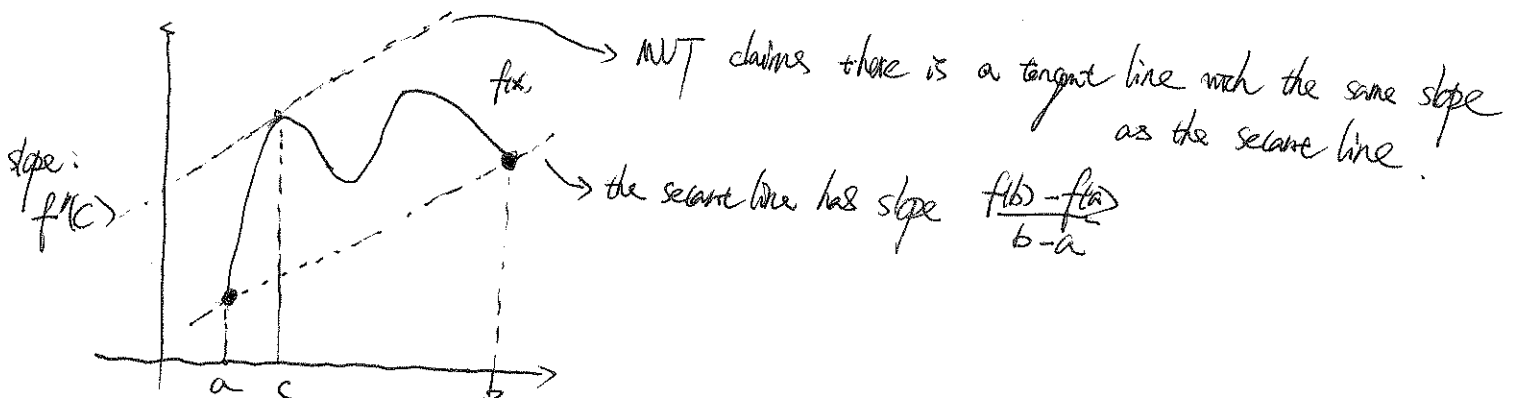 MVT claims there is a tangent line with the same slope
as the secant line.
f(x)
slope:
f'(c)
the secant line has slope f(b)-f(a)/b-a
a c b